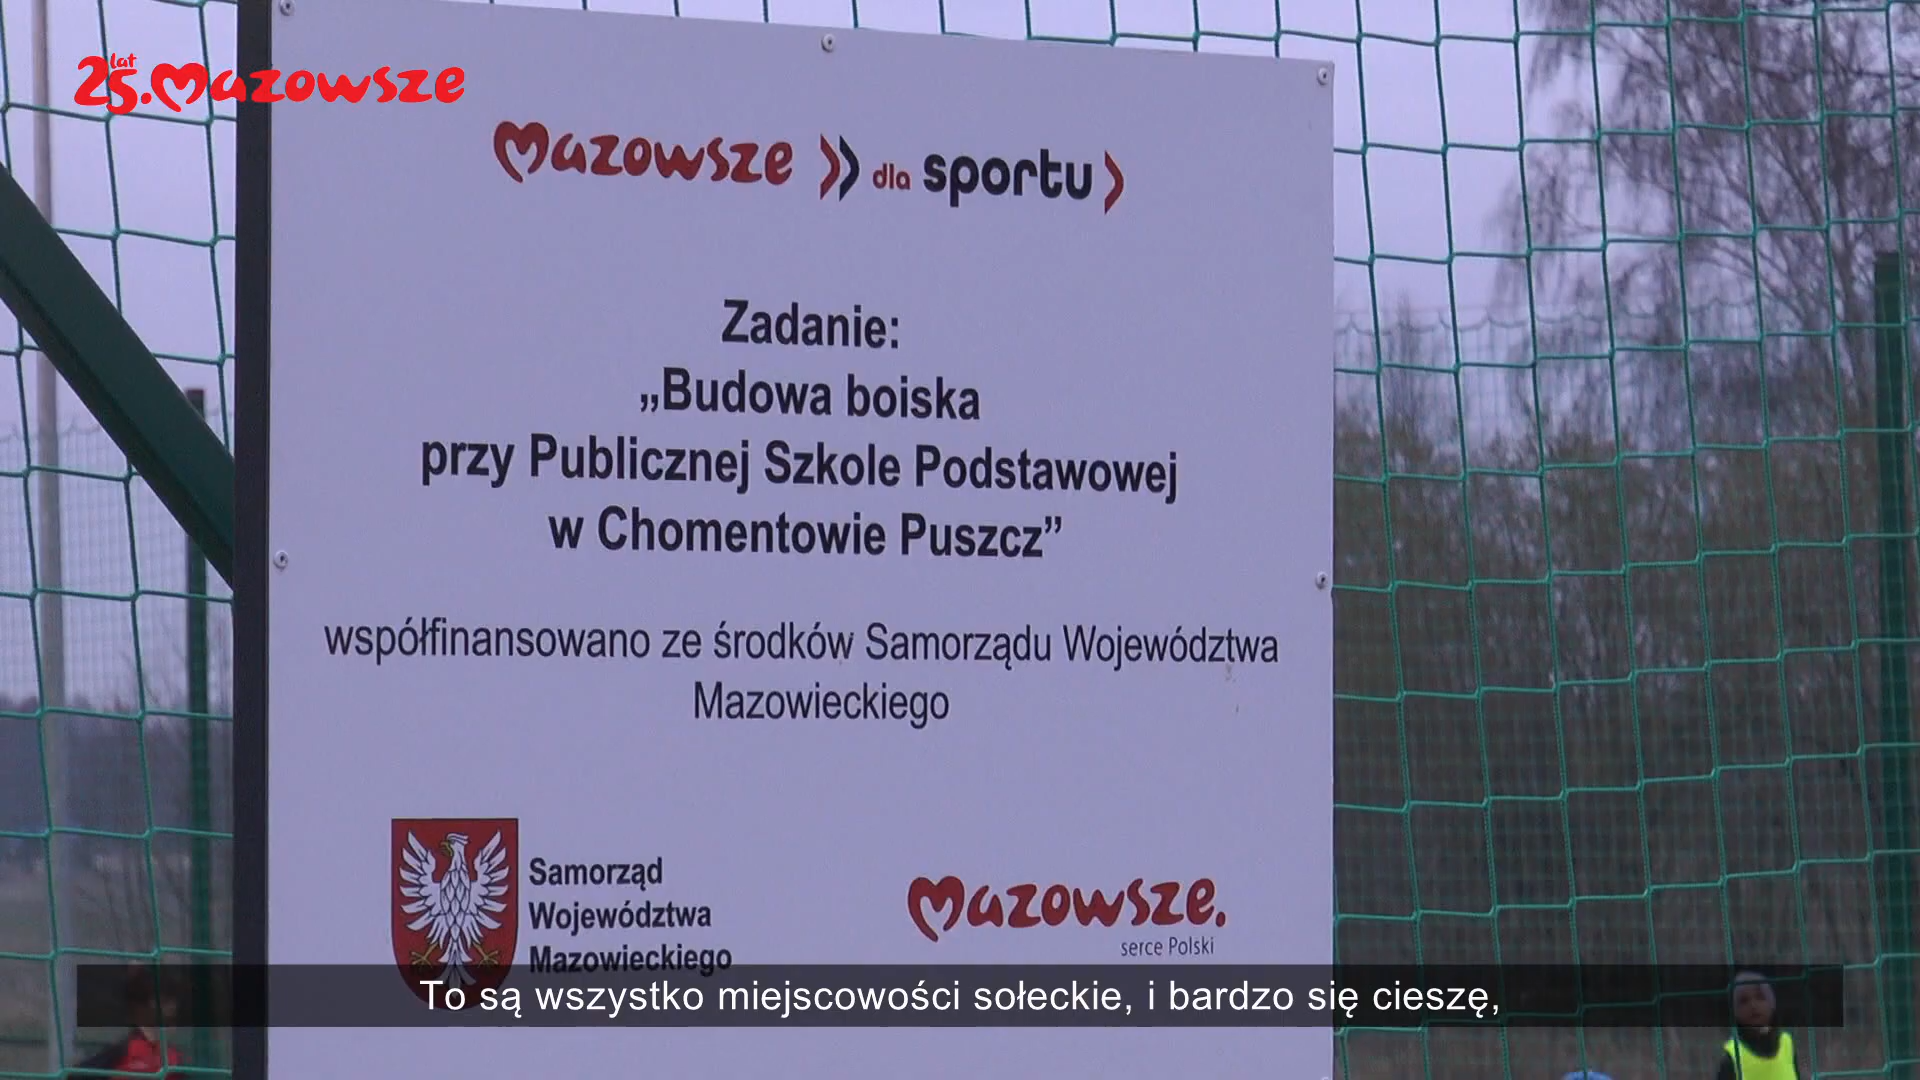 25 lat. Mazowsze
Mazowsze dla sportu
Zadanie:
„Budowa boiska
przy Publicznej Szkole Podstawowej
w Chomentowie Puszcz”
współfinansowano ze środków Samorządu Województwa
Mazowieckiego
Samorząd
Województwa
Mazowieckiego
Mazowsze.
serce Polski
To są wszystko miejscowości sołeckie, i bardzo się cieszę,